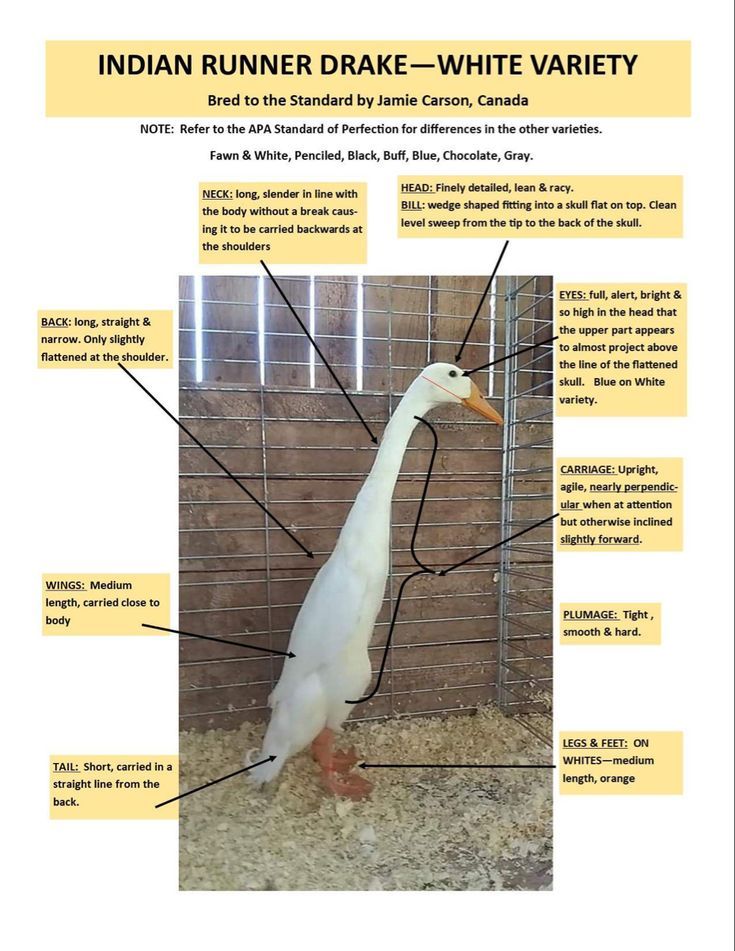 INDIAN RUNNER DRAKE—WHITE VARIETY
Bred to the Standard by Jamie Carson, Canada
NOTE: Refer to the APA Standard of Perfection for differences in the other varieties.
Fawn & White, Penciled, Black, Buff, Blue, Chocolate, Gray.
NECK: long, slender in line with
the body without a break caus-
ing it to be carried backwards at
the shoulders
HEAD: Finely detailed, lean & racy.
BILL: wedge shaped fitting into a skull flat on top. Clean
level sweep from the tip to the back of the skull.
BACK: long, straight &
narrow. Only slightly
flattened at the shoulder.
EYES: full, alert, bright &
so high in the head that
the upper part appears
to almost project above
the line of the flattened
skull. Blue on White
variety.
CARRIAGE: Upright,
agile, nearly perpendic-
ular when at attention
but otherwise inclined
slightly forward.
WINGS: Medium
length, carried close to
body
PLUMAGE: Tight ,
smooth & hard.
TAIL: Short, carried in a
straight line from the
back.
LEGS & FEET: ON
WHITES—medium
length, orange